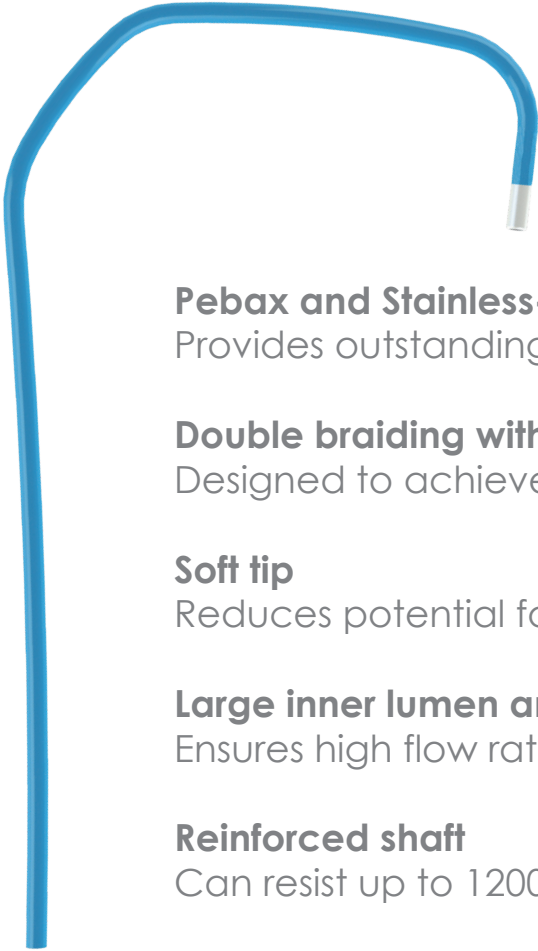 Pebax and Stainless-
Provides outstanding
Double braiding with
Designed to achieve
Soft tip
Reduces potential fo
Large inner lumen an
Ensures high flow rat
Reinforced shaft
Can resist up to 1200